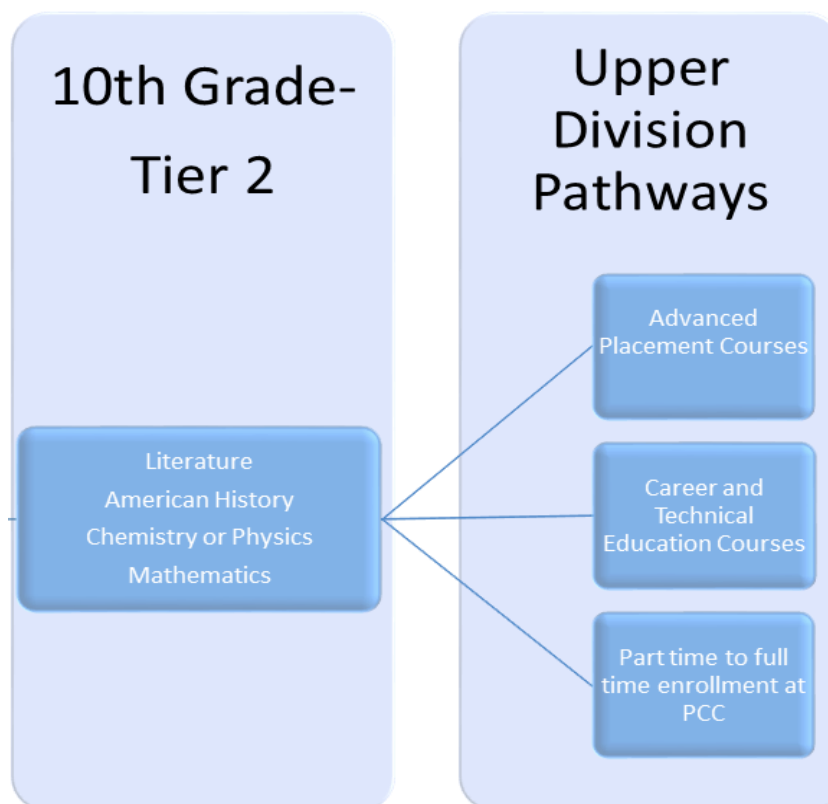 10th Grade-
Tier 2
Literature
American History
Chemistry or Physics
Mathematics
Upper
Division
Pathways
Advanced
Placement Courses
Career and
Technical
Education Courses
Part time to full
time enrollment at
PCC